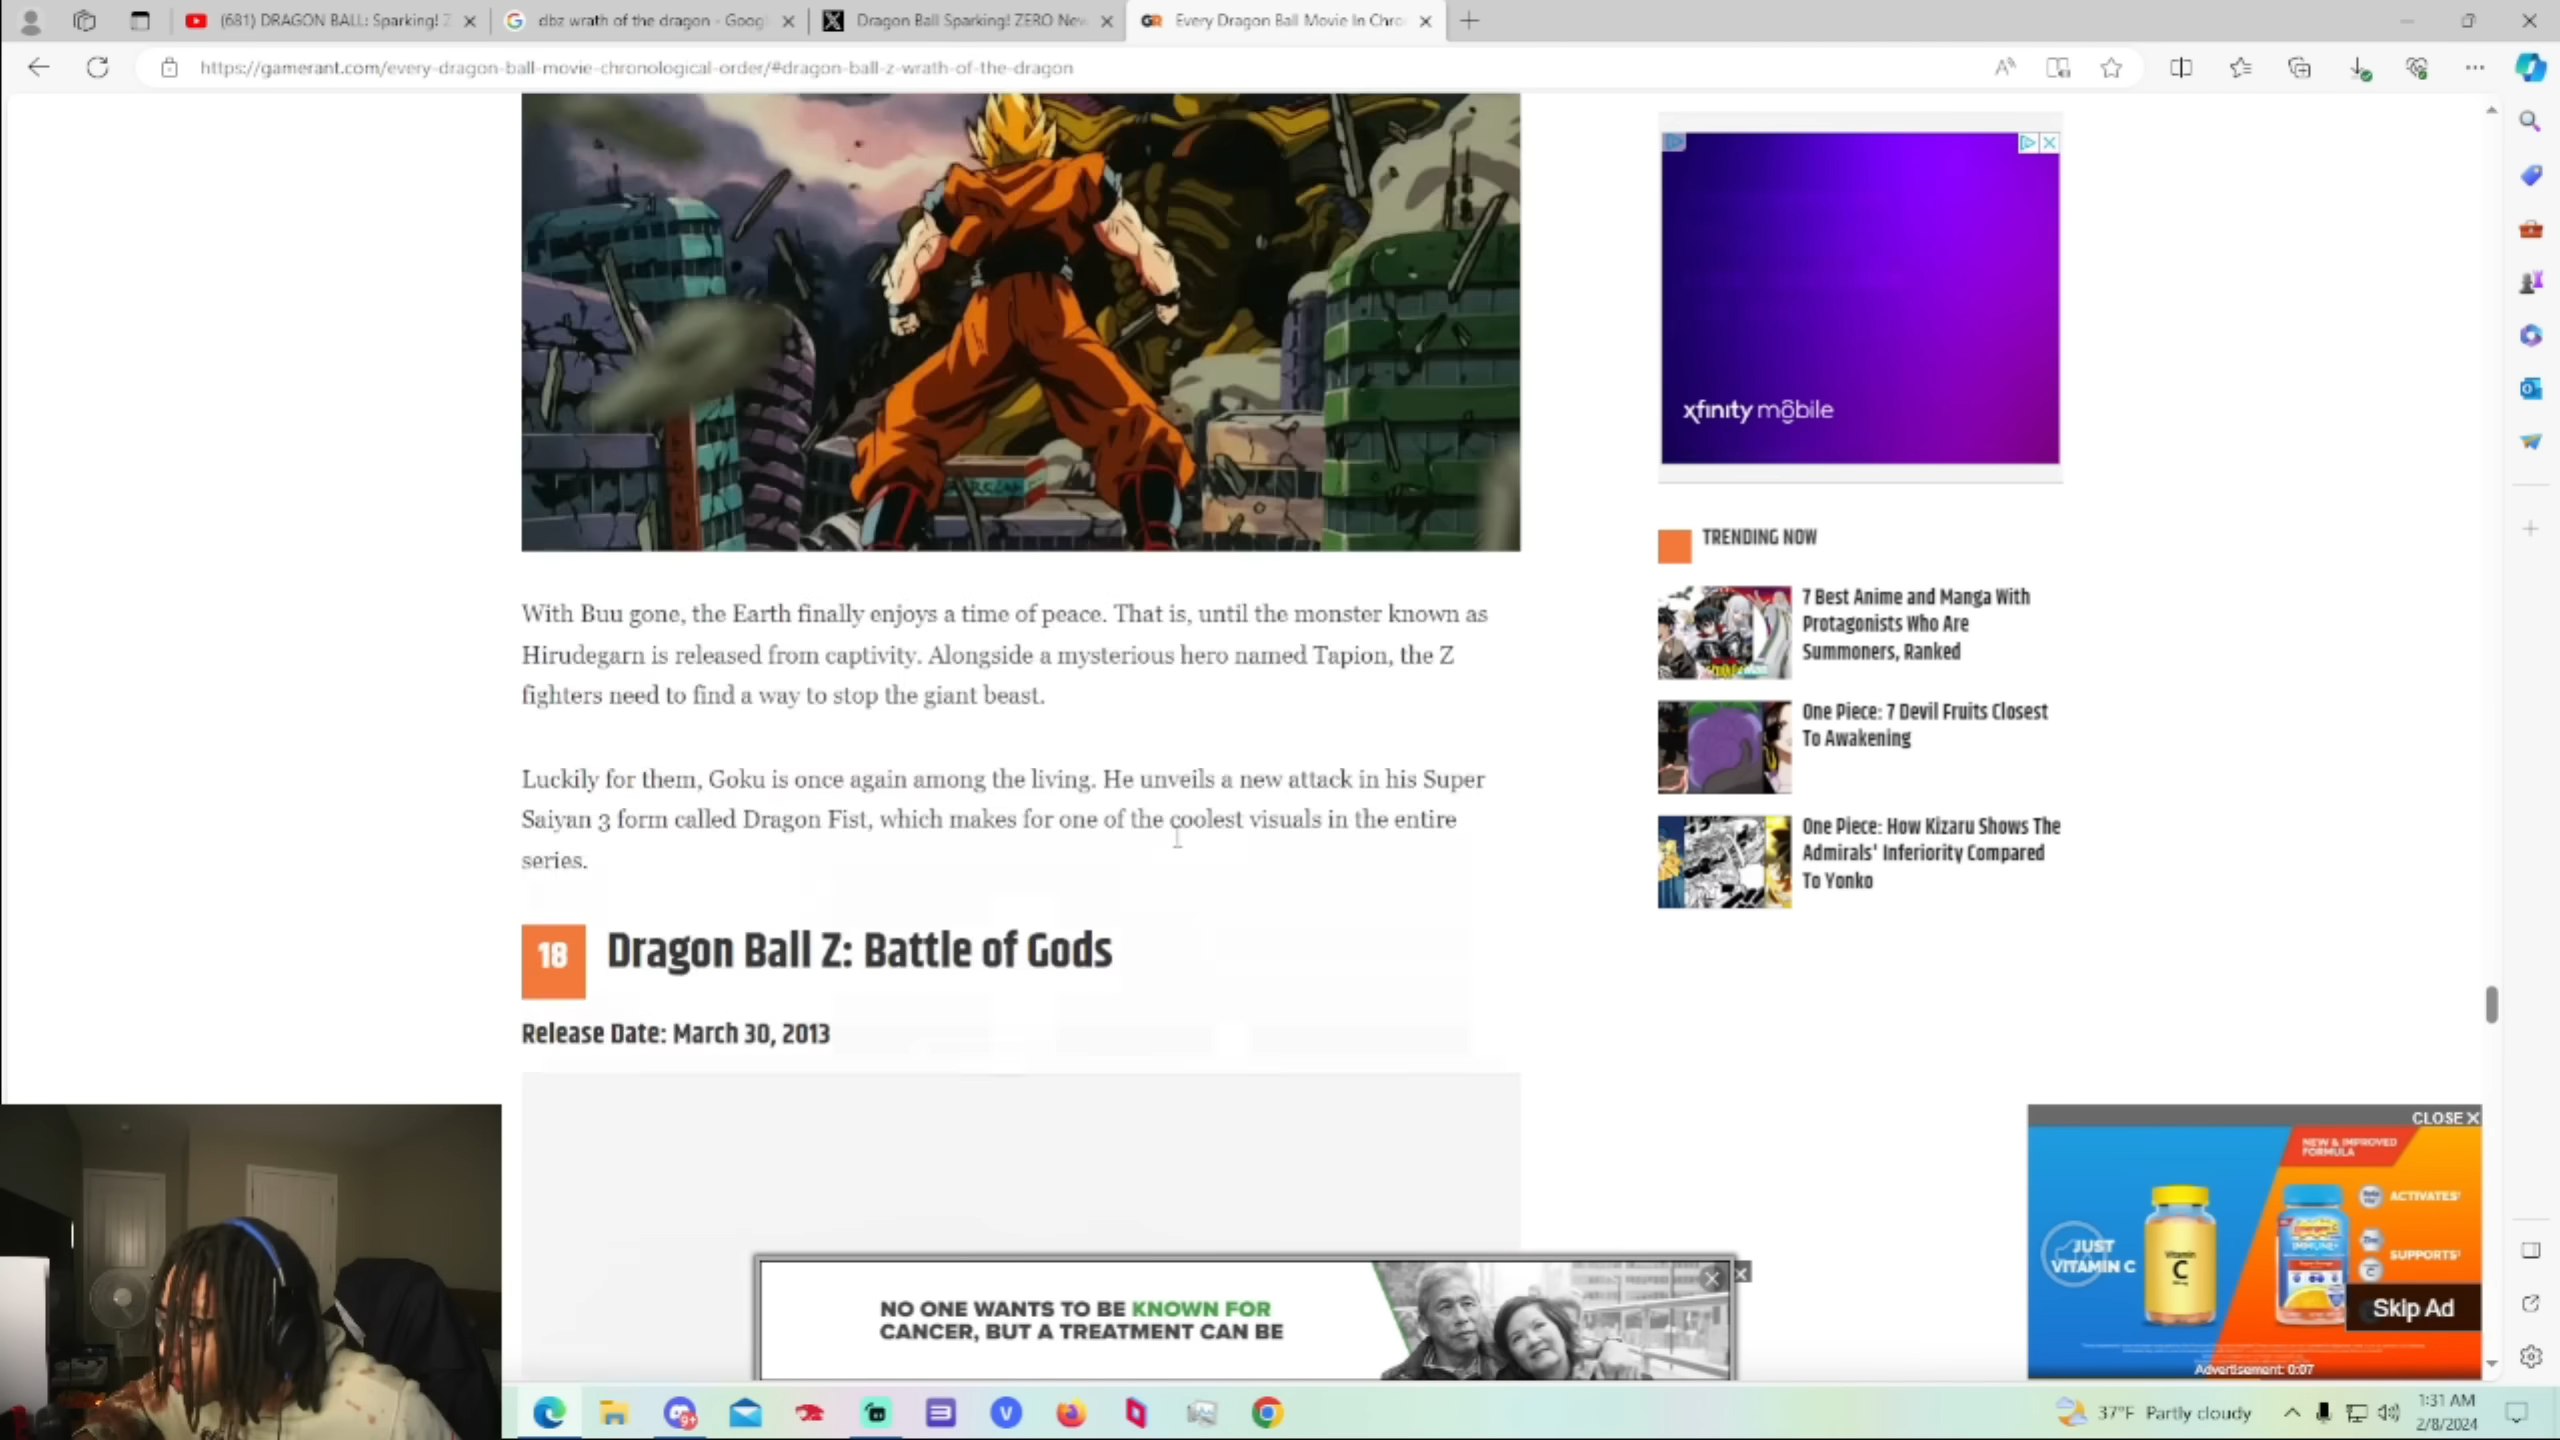 (681) DRAGON BALL: Sparking! Z
dbz wrath of the dragon - Goog
Dragon Ball Sparking! ZERO New
Every Dragon Ball Movie In Chro
https://gamerant.com/every-dragon-ball-movie-chronological-order/#dragon-ball-z-wrath-of-the-dragon
With Buu gone, the Earth finally enjoys a time of peace. That is, until the monster known as
Hirudegarn is released from captivity. Alongside a mysterious hero named Tapion, the Z
fighters need to find a way to stop the giant beast.
Luckily for them, Goku is once again among the living. He unveils a new attack in his Super
Saiyan 3 form called Dragon Fist, which makes for one of the coolest visuals in the entire
series.
18
Dragon Ball Z: Battle of Gods
Release Date: March 30, 2013
xfinity mobile
TRENDING NOW
7 Best Anime and Manga With
Protagonists Who Are
Summoners, Ranked
One Piece: 7 Devil Fruits Closest
To Awakening
One Piece: How Kizaru Shows The
Admirals' Inferiority Compared
To Yonko
CLOSE X
NEW & IMPROVED
FORMULA
JUST
VITAMIN C
Vitamin
C
ACTIVATES
SUPPORTS
Skip Ad
Advertisement: 0:07
NO ONE WANTS TO BE KNOWN FOR
CANCER, BUT A TREATMENT CAN BE
9+
37°F Partly cloudy
1:31 AM
2/8/2024